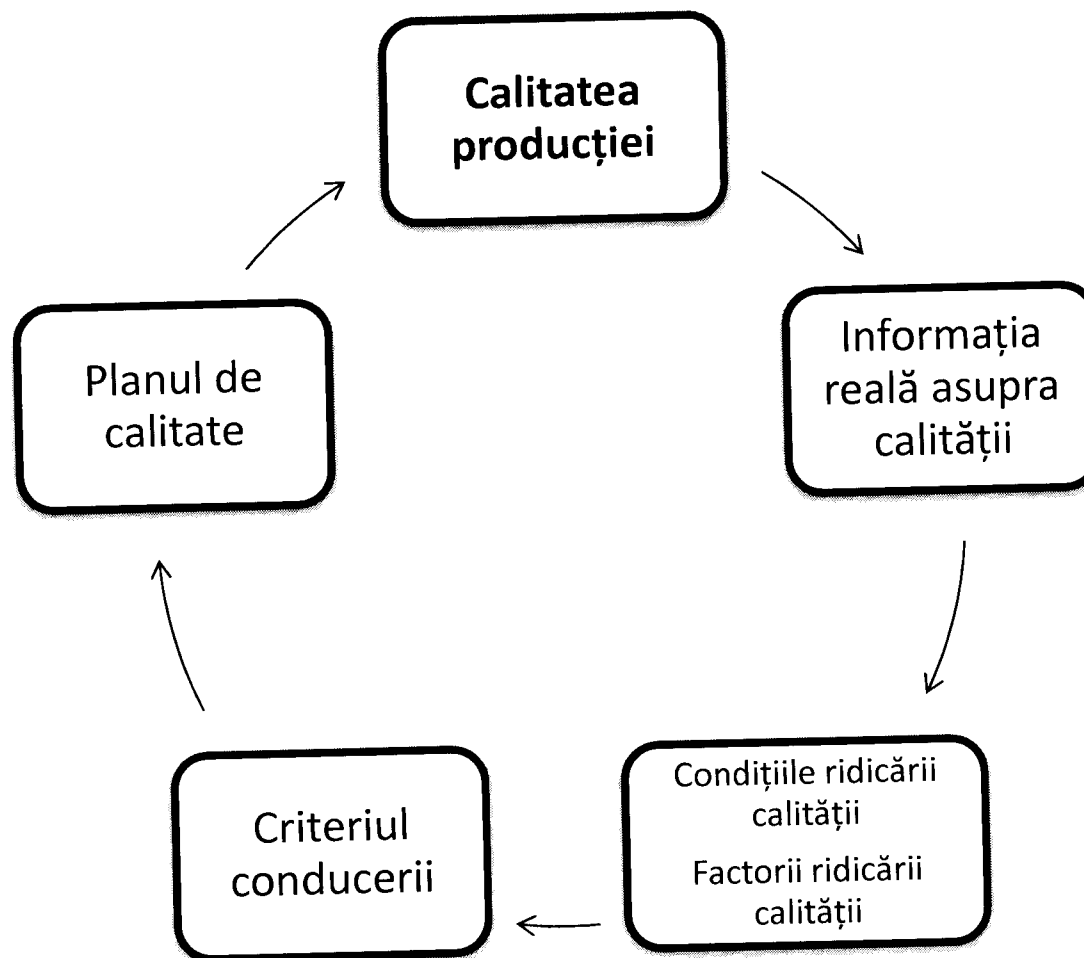 Calitatea
producției
Informația
reală asupra
calității
Condițiile ridicării
calității
Factorii ridicării
calității
Criteriul
conducerii
Planul de
calitate